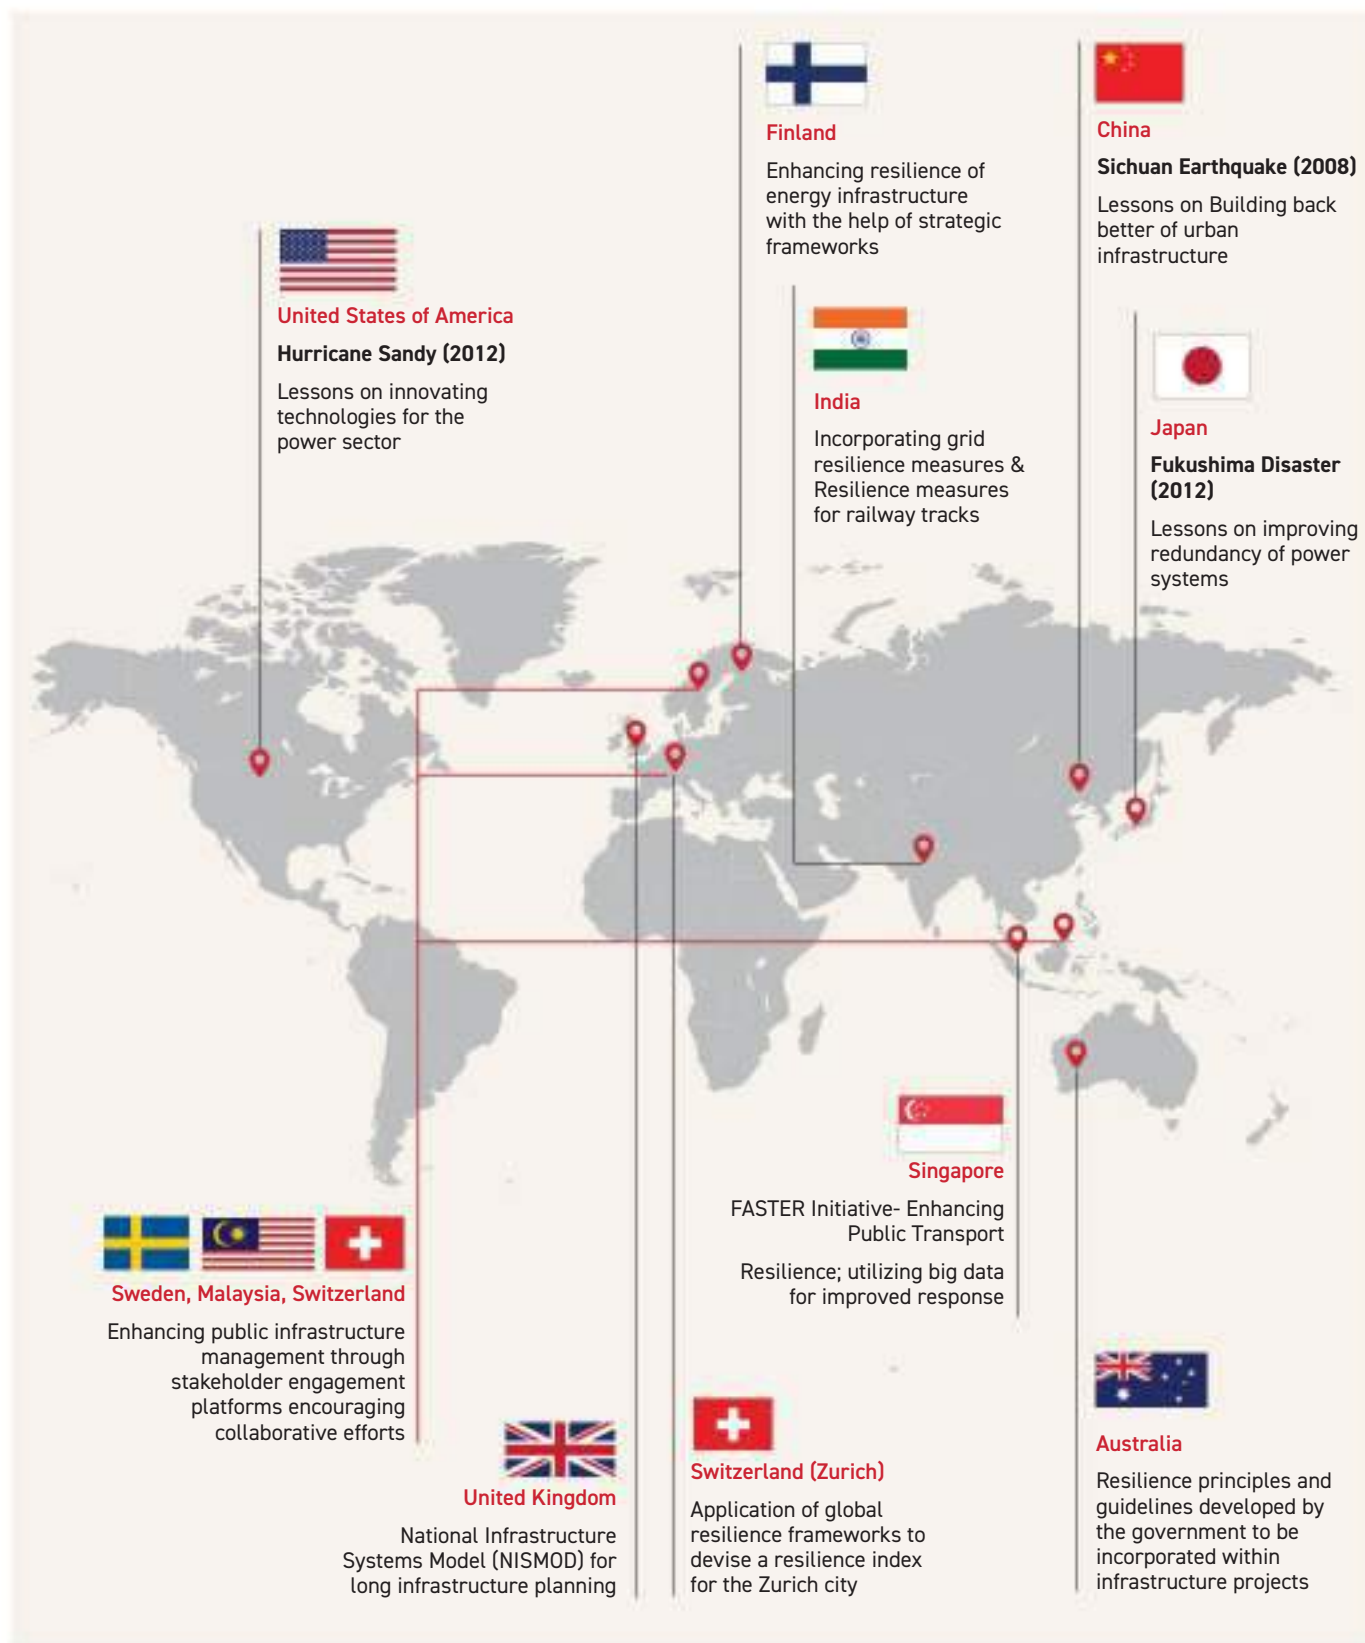 Finland
Enhancing resilience of
energy infrastructure
with the help of strategic
frameworks
China
Sichuan Earthquake (2008)
Lessons on Building back
better of urban
infrastructure
United States of America
Hurricane Sandy (2012)
Lessons on innovating
technologies for the
power sector
India
Incorporating grid
resilience measures &
Resilience measures
for railway tracks
Japan
Fukushima Disaster
(2012)
Lessons on improving
redundancy of power
systems
Singapore
FASTER Initiative- Enhancing
Public Transport
Resilience; utilizing big data
for improved response
Sweden, Malaysia, Switzerland
Enhancing public infrastructure
management through
stakeholder engagement
platforms encouraging
collaborative efforts
United Kingdom
National Infrastructure
Systems Model (NISMOD) for
long infrastructure planning
Switzerland (Zurich)
Application of global
resilience frameworks to
devise a resilience index
for the Zurich city
Australia
Resilience principles and
guidelines developed by
the government to be
incorporated within
infrastructure projects